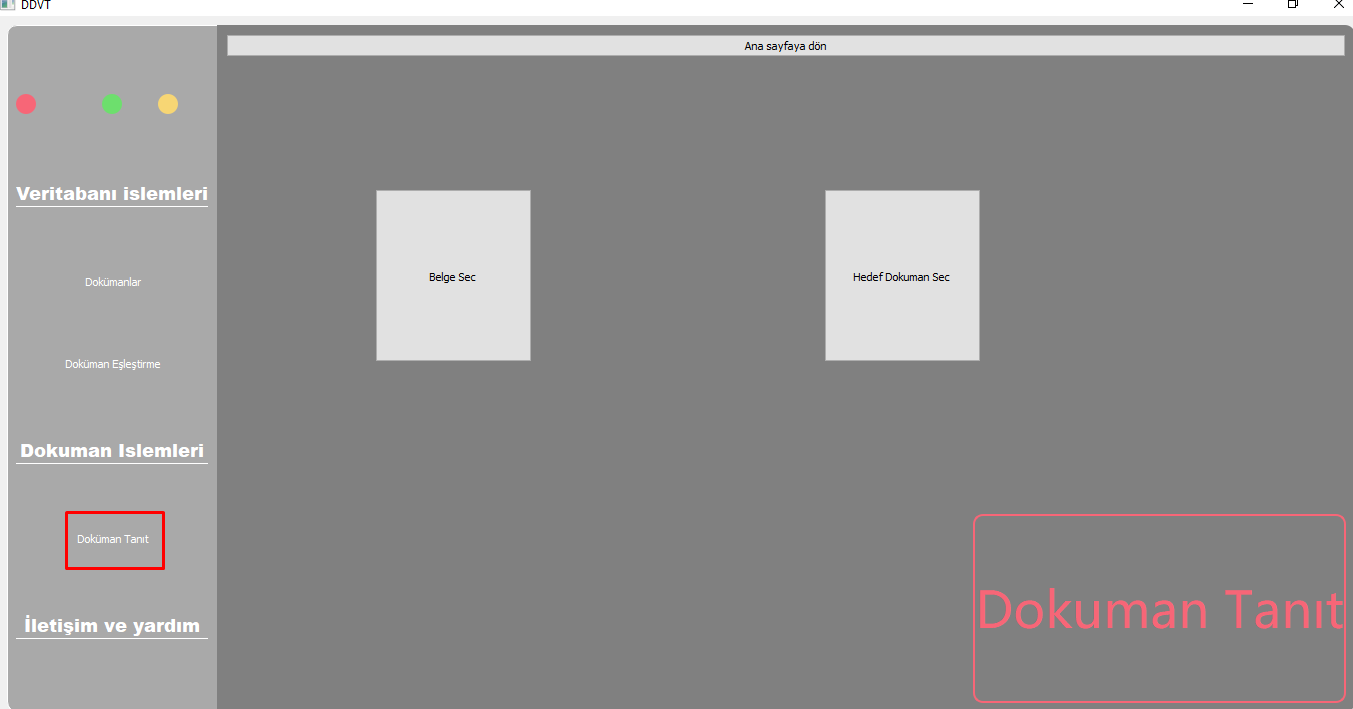 DDVT
Ana sayfaya dön
Veritabanı islemleri
Dokümanlar
Doküman Eşleştirme
Dokuman Islemleri
Doküman Tanıt
İletişim ve yardım
Belge Sec
Hedef Dokuman Sec
Dokuman Tanıt